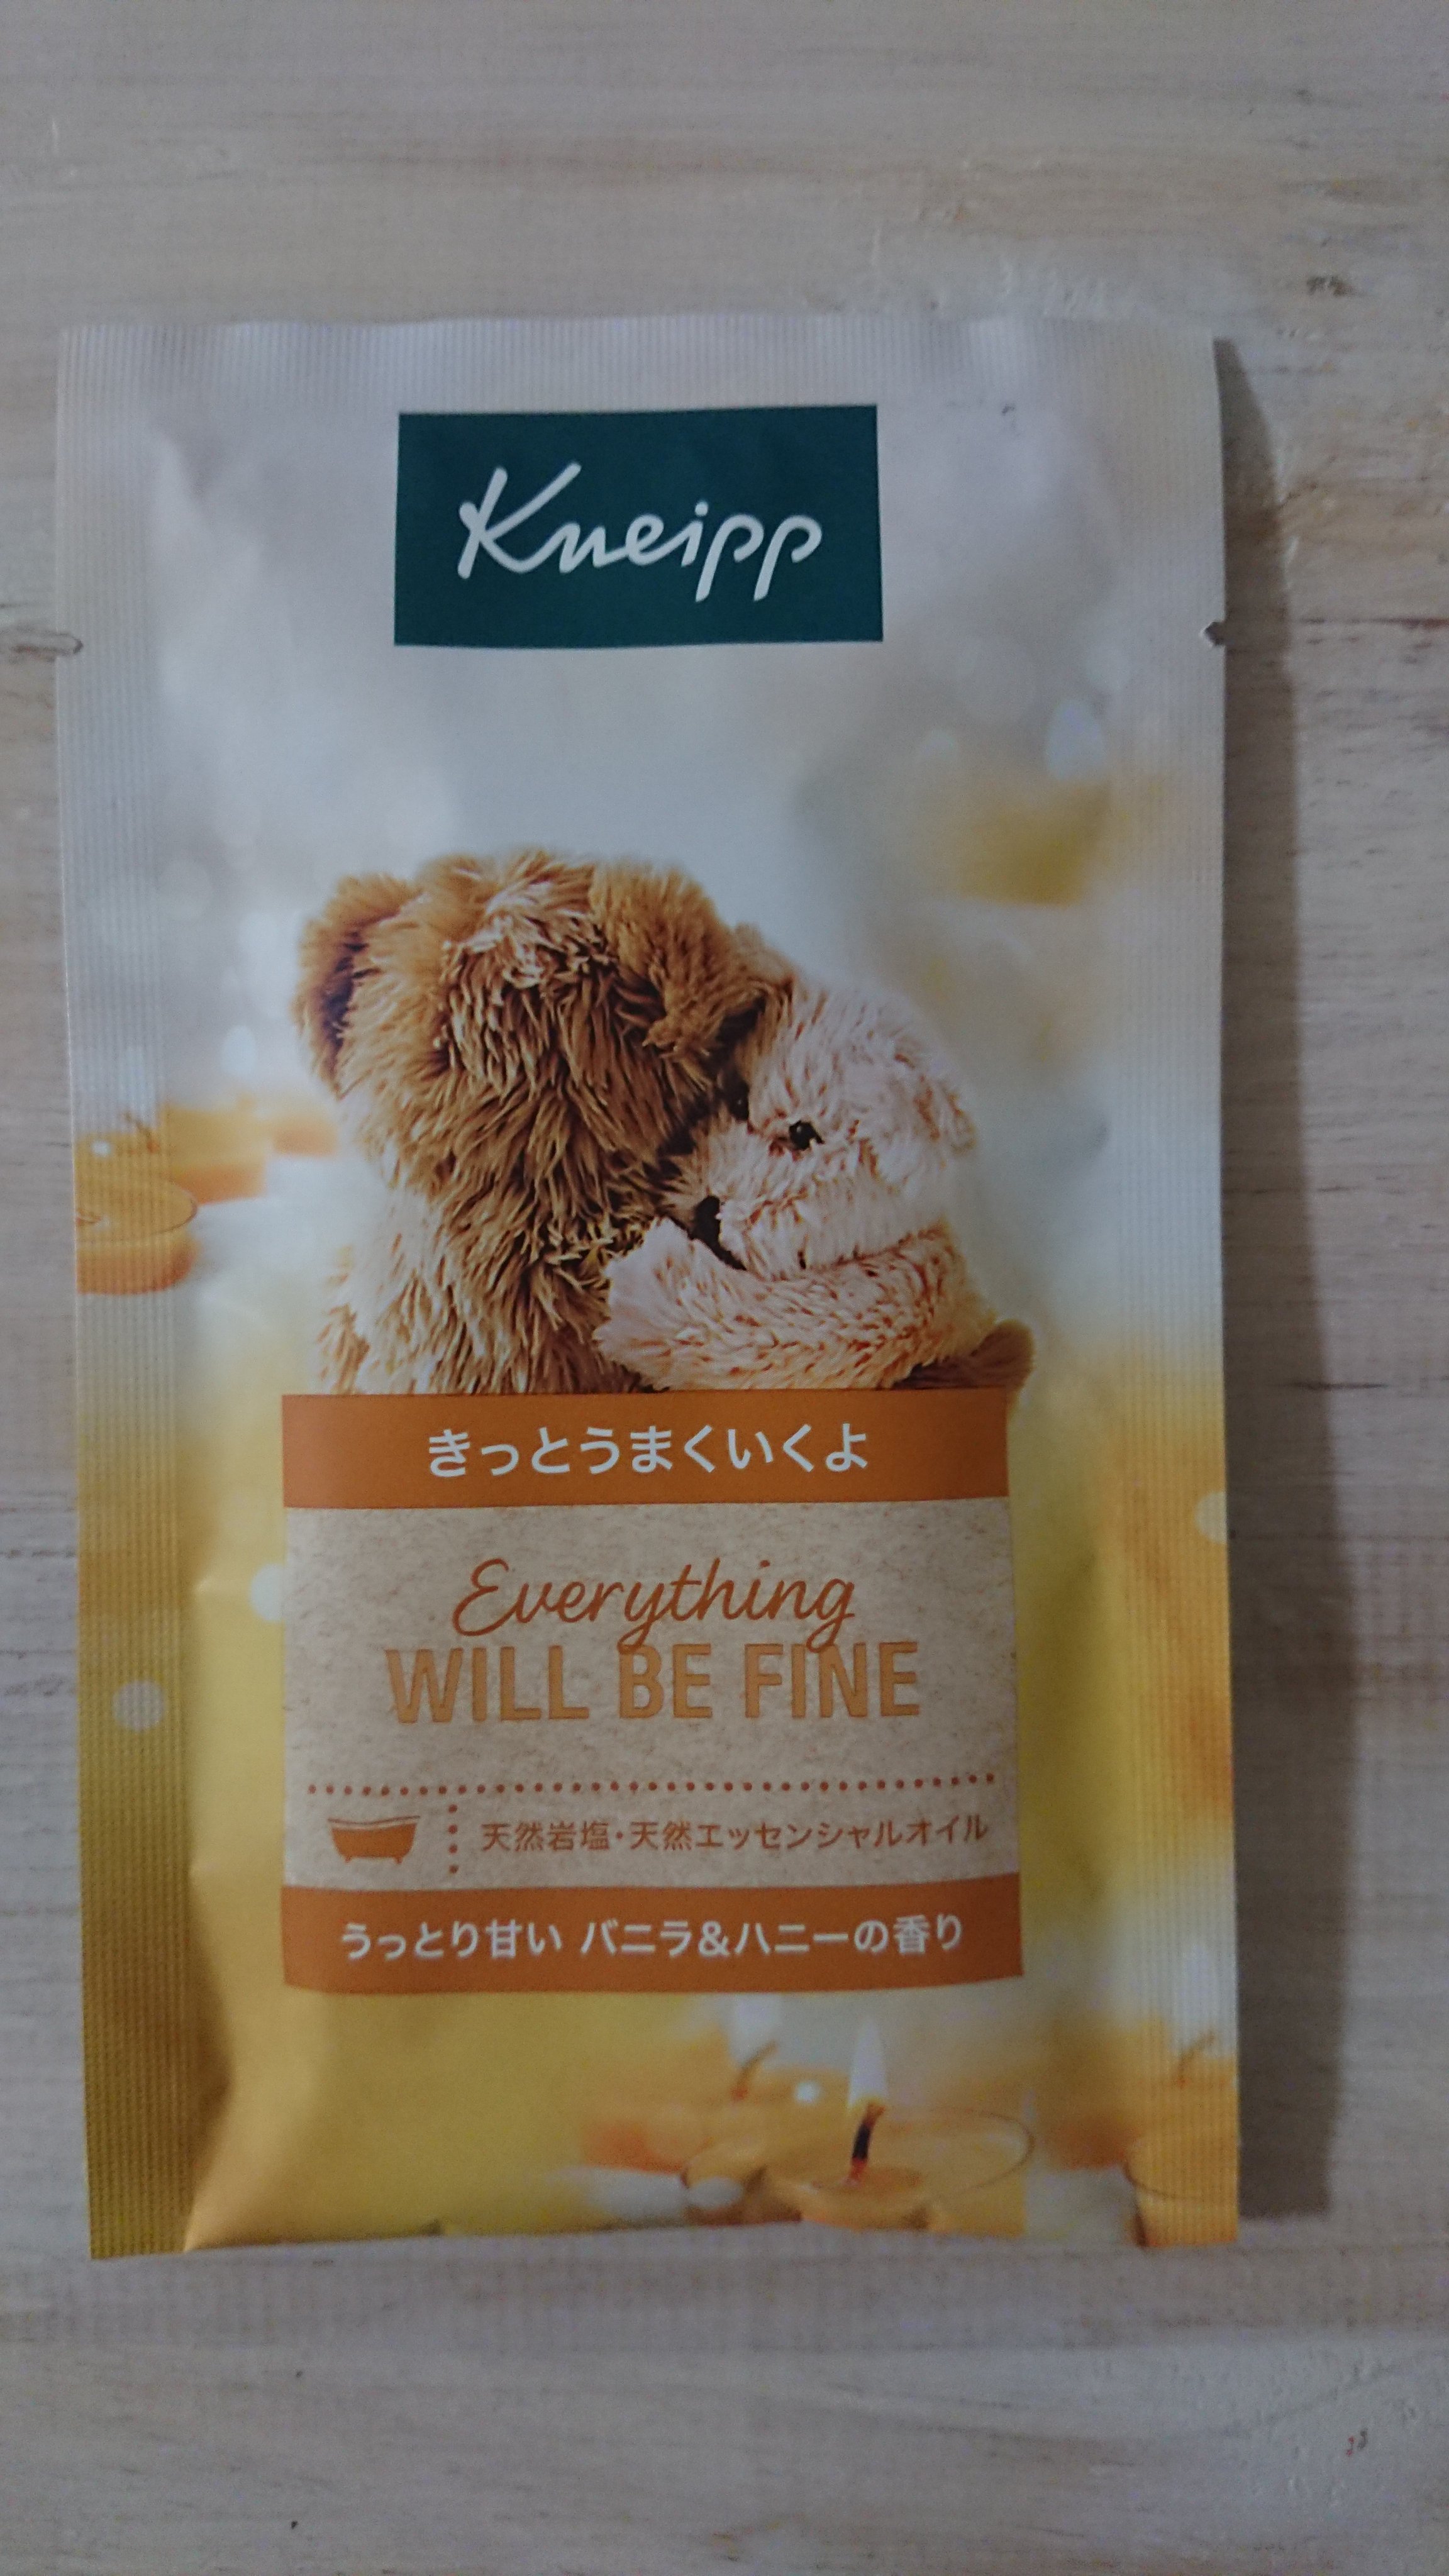 Kneipp
きっとうまくいくよ
Everything
WILL BE FINE
天然岩塩・天然エッセンシャルオイル
うっとり甘い バニラ&ハニーの香り